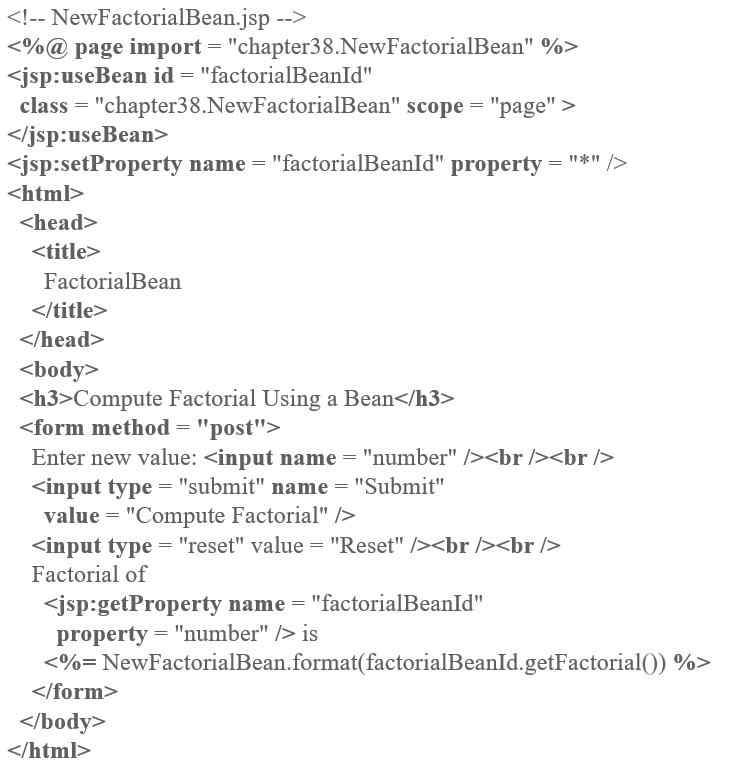 <!-- NewFactorialBean.jsp -->
<%@ page import = "chapter38.NewFactorialBean" %>
<jsp:useBean id = "factorialBeanId"
class = "chapter38.NewFactorialBean" scope = "page" >
</jsp:useBean>
<jsp:setProperty name = "factorialBeanId" property = "*" />
<html>
<head>
<title>
FactorialBean
</title>
</head>
<body>
<h3>Compute Factorial Using a Bean</h3>
<form method = "post">
Enter new value: <input name = "number" /><br /><br />
<input type = "submit" name = "Submit"
value = "Compute Factorial" />
<input type = "reset" value = "Reset" /><br /><br />
Factorial of
<jsp:getProperty name = "factorialBeanId"
property = "number" /> is
<%= NewFactorialBean.format(factorialBeanId.getFactorial()) %>
</form>
</body>
</html>